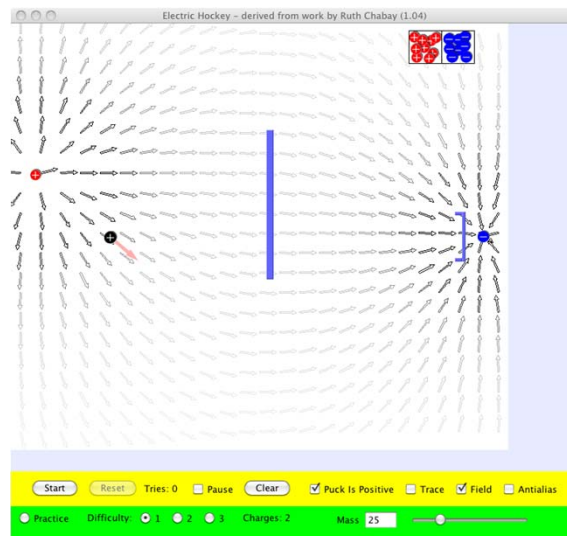 Electric Hockey - derived from work by Ruth Chabay (1.04)
Start Reset Tries: 0 Pause Clear Puck Is Positive Trace Field Antialias
Practice Difficulty: 1 2 3 Charges: 2 Mass 25